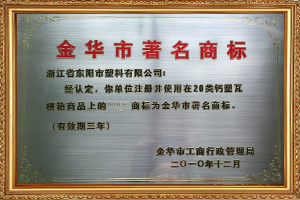 金华市著名商标
浙江省东阳市塑料有限公司:
经认定,你单位注册并使用在20类钙塑瓦
楞箱商品上的 商标为金华市著名商标。
(有效期三年)
金华市工商行政管理局
二〇一〇年十二月